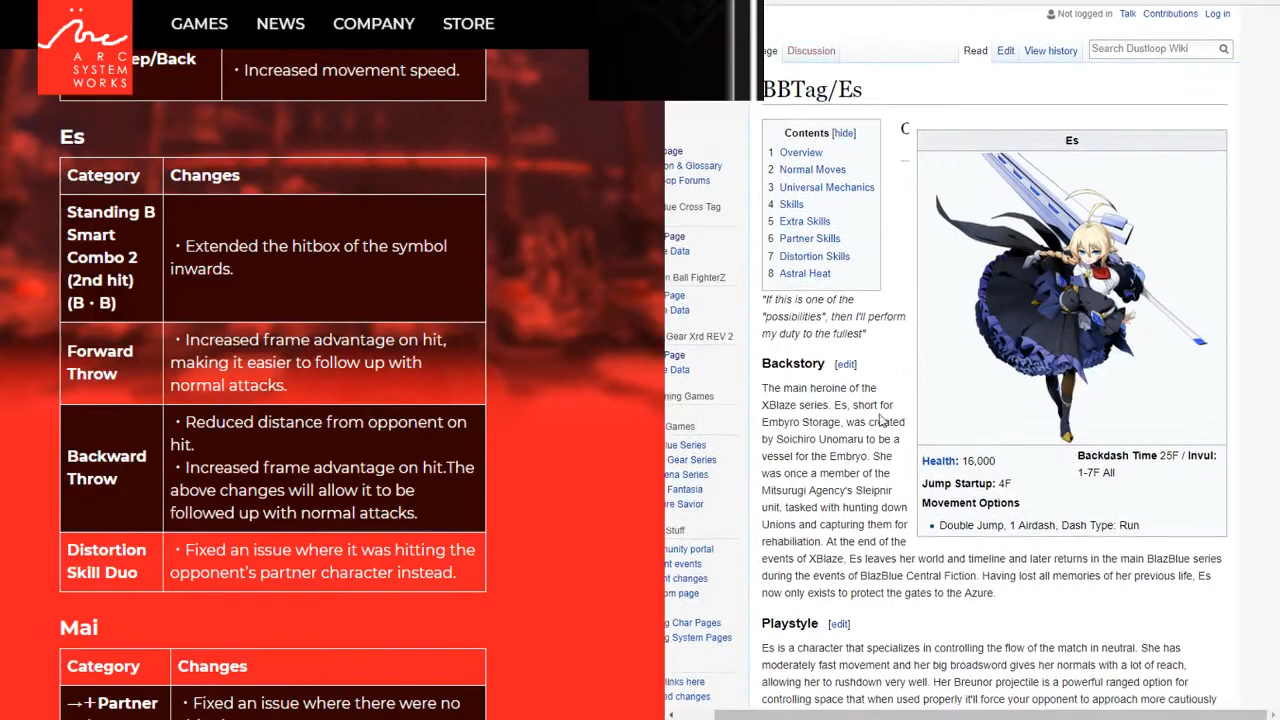 GAMES NEWS COMPANY STORE
ARC
SYSTEM
WORKS
ep/Back
・Increased movement speed.
Es
Category Changes
Standing B
Smart
Combo 2
(2nd hit)
(B・B)
・Extended the hitbox of the symbol
inwards.
Forward
Throw
・Increased frame advantage on hit,
making it easier to follow up with
normal attacks.
Backward
Throw
・Reduced distance from opponent on
hit.
・Increased frame advantage on hit.The
above changes will allow it to be
followed up with normal attacks.
Distortion
Skill Duo
・Fixed an issue where it was hitting the
opponent's partner character instead.
Mai
Category Changes
→+Partner
・Fixed an issue where there were no
Not logged in Talk Contributions Log in
age Discussion Read Edit View history Search Dustloop Wiki
BBTag/Es
Contents [hide]
1 Overview
2 Normal Moves
3 Universal Mechanics
4 Skills
5 Extra Skills
6 Partner Skills
7 Distortion Skills
8 Astral Heat
"If this is one of the
"possibilities", then I'll perform
my duty to the fullest"
Backstory [edit]
The main heroine of the
XBlaze series. Es, short for
Embyro Storage, was created
by Soichiro Unomaru to be a
vessel for the Embryo. She
was once a member of the
Mitsurugi Agency's Sleipnir
unit, tasked with hunting down
Unions and capturing them for
rehabiliation. At the end of the
events of XBlaze, Es leaves her world and timeline and later returns in the main BlazBlue series
during the events of BlazBlue Central Fiction. Having lost all memories of her previous life, Es
now only exists to protect the gates to the Azure.
Playstyle [edit]
Es is a character that specializes in controlling the flow of the match in neutral. She has
moderately fast movement and her big broadsword gives her normals with a lot of reach,
allowing her to rushdown very well. Her Breunor projectile is a powerful ranged option for
controlling space that when used properly it'll force your opponent to approach more cautiously
Es
Health: 16,000
Jump Startup: 4F
Movement Options
• Double Jump, 1 Airdash, Dash Type: Run
Backdash Time 25F / Invul:
1-7F All
page
n & Glossary
op Forums
ue Cross Tag
Page
e Data
n Ball FighterZ
Page
e Data
Gear Xrd REV 2
Page
e Data
ming Games
Games
lue Series
Gear Series
ena Series
Fantasia
re Savior
Stuff
munity portal
nt events
nt changes
om page
ng Char Pages
ng System Pages
links here
ed changes